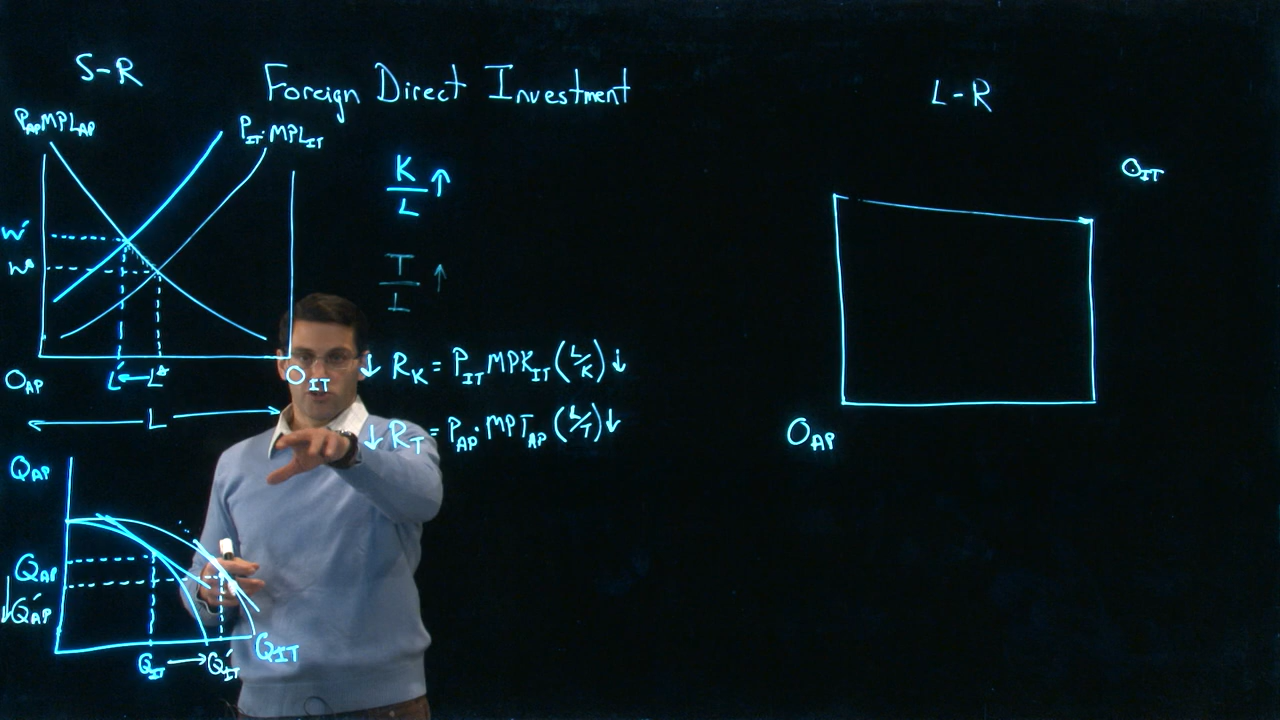 S-R
Foreign Direct Investment
L-R
P_AP MPL_AP
P_IT · MPL_IT
K/L ↑
O_IT
W'
W*
T/L ↑
↓ R_K = P_IT MPK_IT (L/K) ↓
O_AP
L' ← L*
O_IT
← L →
↓ R_T = P_AP · MPT_AP (L/T) ↓
O_AP
Q_AP
Q_AP
↓ Q'_AP
Q_IT
Q_IT → Q'_IT